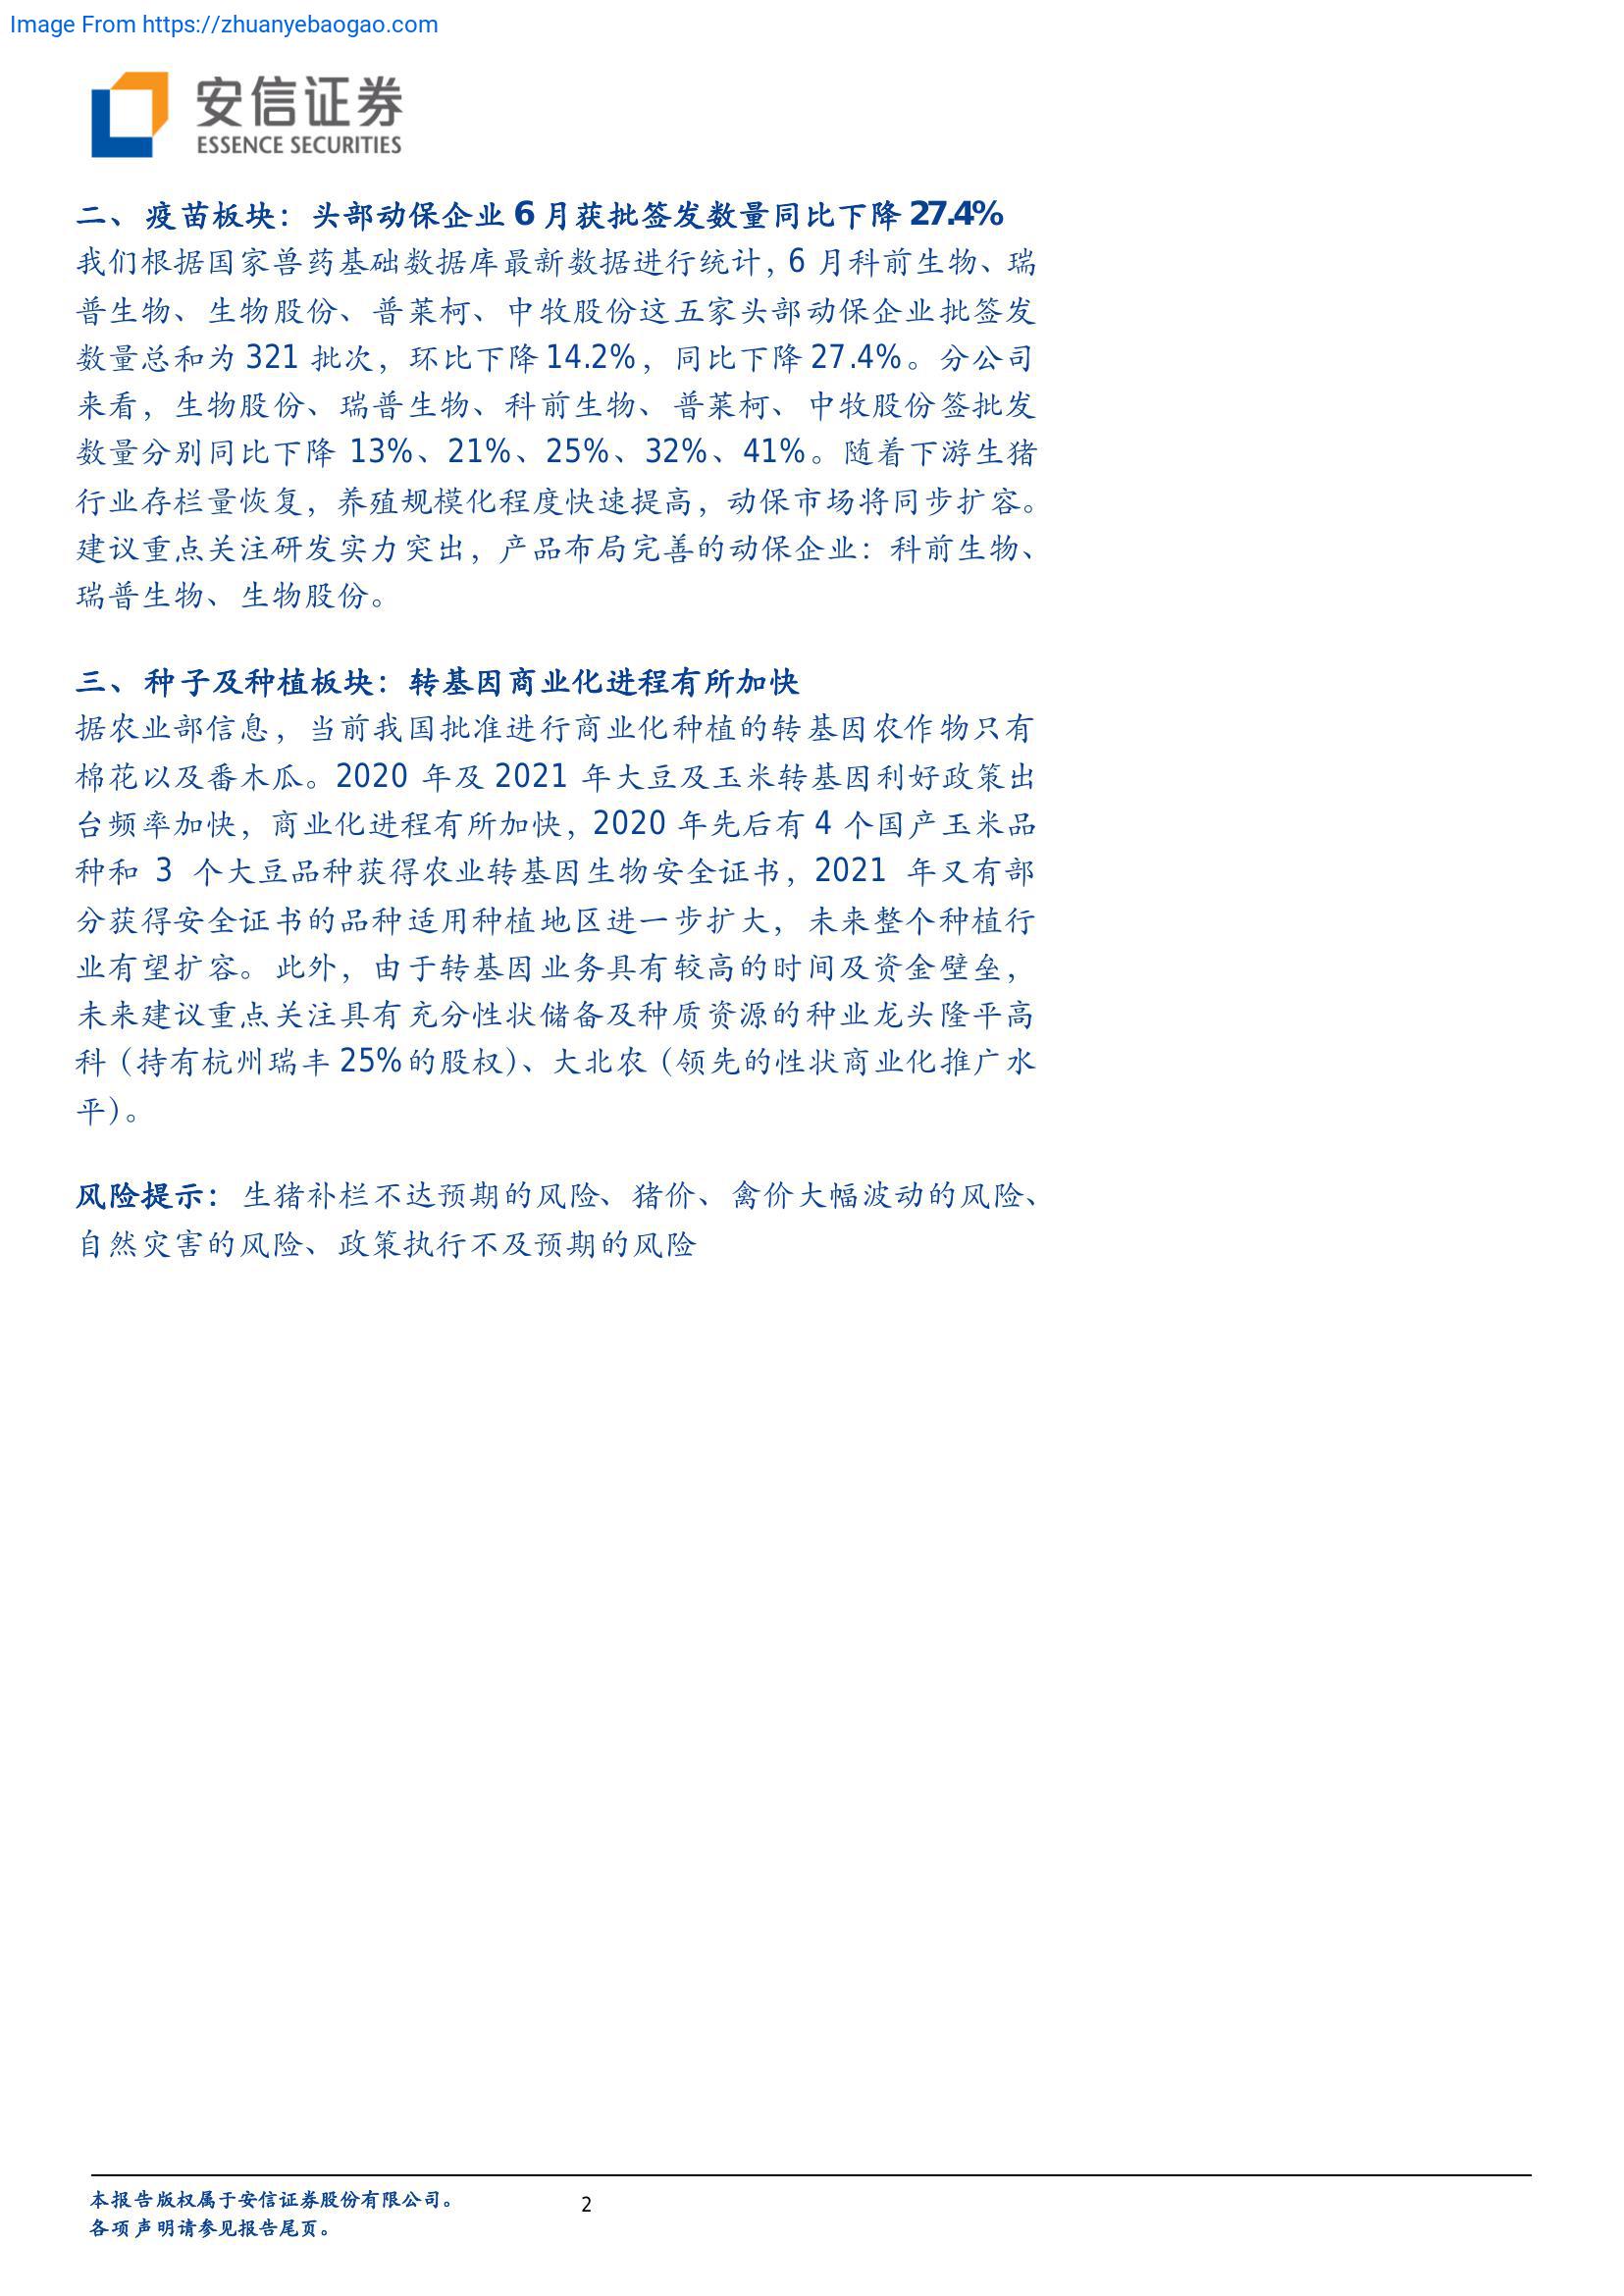 Image From https://zhuanyebaogao.com
安信证券
ESSENCE SECURITIES
二、疫苗板块：头部动保企业 6 月获批签发数量同比下降 27.4%
我们根据国家兽药基础数据库最新数据进行统计，6 月科前生物、瑞
普生物、生物股份、普莱柯、中牧股份这五家头部动保企业批签发
数量总和为 321 批次，环比下降 14.2%，同比下降 27.4%。分公司
来看，生物股份、瑞普生物、科前生物、普莱柯、中牧股份签批发
数量分别同比下降 13%、21%、25%、32%、41%。随着下游生猪
行业存栏量恢复，养殖规模化程度快速提高，动保市场将同步扩容。
建议重点关注研发实力突出，产品布局完善的动保企业：科前生物、
瑞普生物、生物股份。
三、种子及种植板块：转基因商业化进程有所加快
据农业部信息，当前我国批准进行商业化种植的转基因农作物只有
棉花以及番木瓜。2020 年及 2021 年大豆及玉米转基因利好政策出
台频率加快，商业化进程有所加快，2020 年先后有 4 个国产玉米品
种和 3 个大豆品种获得农业转基因生物安全证书，2021 年又有部
分获得安全证书的品种适用种植地区进一步扩大，未来整个种植行
业有望扩容。此外，由于转基因业务具有较高的时间及资金壁垒，
未来建议重点关注具有充分性状储备及种质资源的种业龙头隆平高
科（持有杭州瑞丰 25%的股权）、大北农（领先的性状商业化推广水
平）。
风险提示：生猪补栏不达预期的风险、猪价、禽价大幅波动的风险、
自然灾害的风险、政策执行不及预期的风险
本报告版权属于安信证券股份有限公司。
2
各项声明请参见报告尾页。